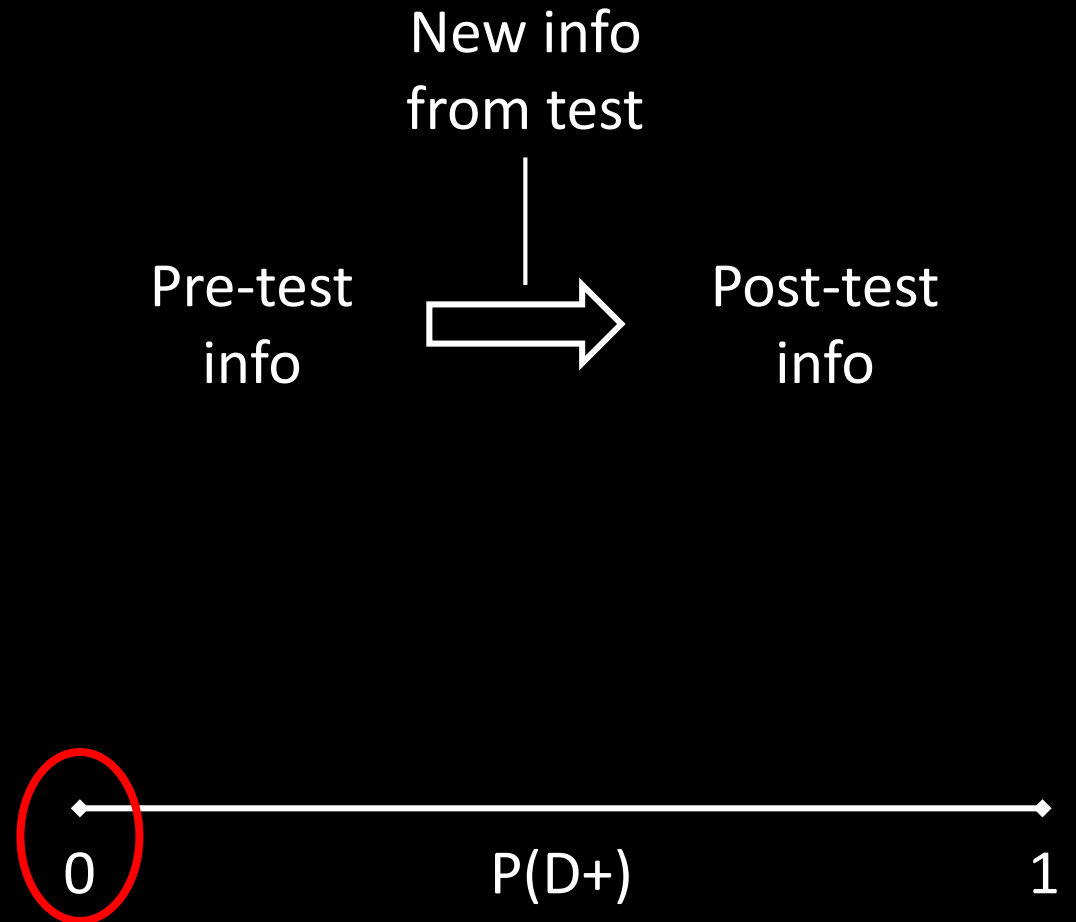 New info
from test
Pre-test
info
Post-test
info
0 P(D+) 1